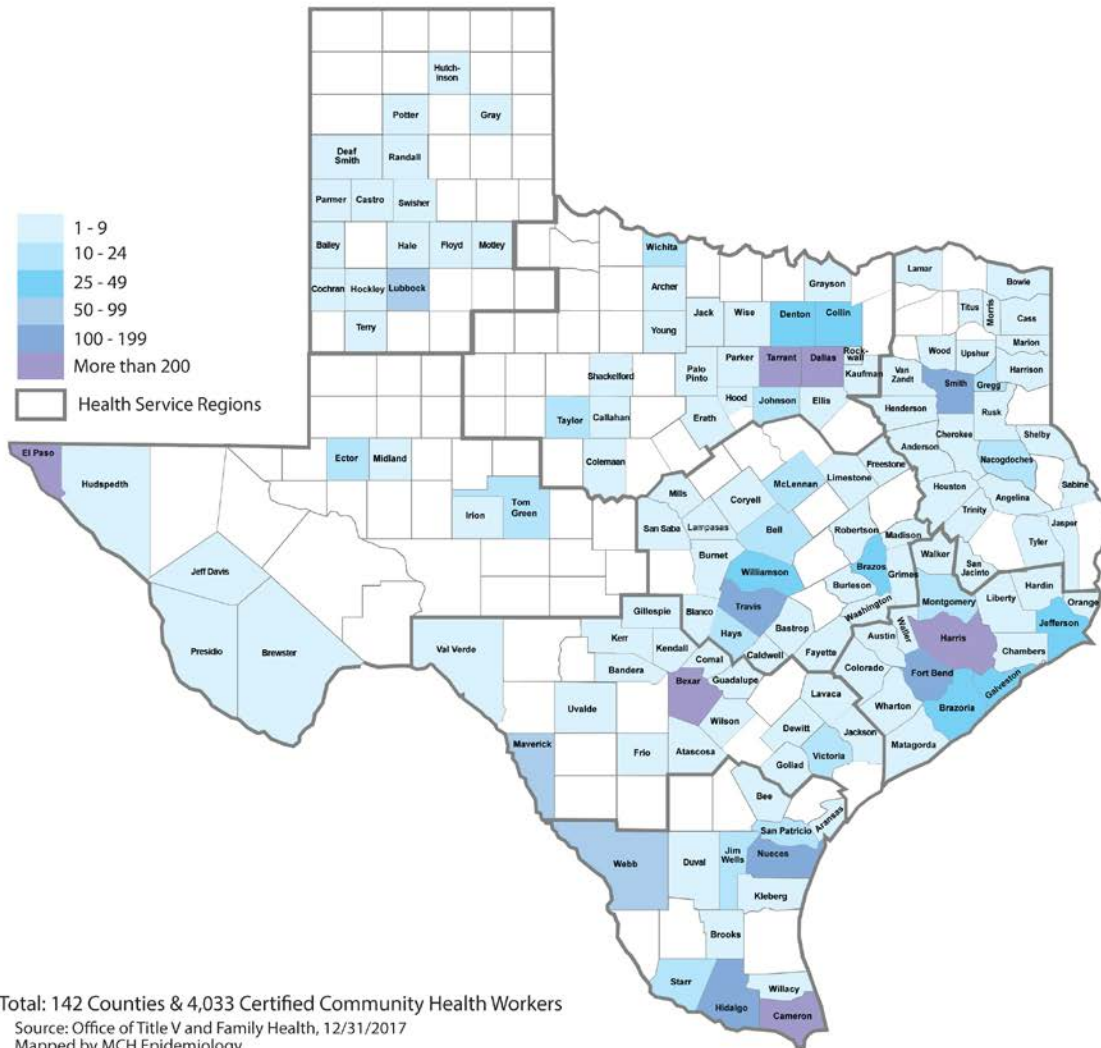 Hutch-
inson
Potter
Gray
Deaf
Smith
Randall
Parmer
Castro
Swisher
Bailey
Hale
Floyd
Motley
Cochran
Hockley
Lubbock
Terry
1 - 9
10 - 24
25 - 49
50 - 99
100 - 199
More than 200
Health Service Regions
Wichita
Archer
Young
Jack
Wise
Denton
Collin
Grayson
Lamar
Bowie
Titus
Morris
Cass
Marion
Harrison
Wood
Upshur
Van
Zandt
Smith
Gregg
Rusk
Henderson
Palo
Pinto
Parker
Tarrant
Dallas
Rock-
wall
Kaufman
Hood
Johnson
Ellis
Erath
Shackelford
Taylor
Callahan
Colemaan
El Paso
Hudspedth
Ector
Midland
Irion
Tom
Green
Jeff Davis
Presidio
Brewster
Cherokee
Anderson
Shelby
Nacogdoches
Houston
Angelina
Sabine
Trinity
Jasper
Tyler
San
Jacinto
Freestone
Limestone
McLennan
Mills
Coryell
San Saba
Lampasas
Bell
Robertson
Madison
Burnet
Williamson
Brazos
Grimes
Burleson
Washington
Blanco
Travis
Hays
Bastrop
Caldwell
Fayette
Walker
Montgomery
Liberty
Hardin
Orange
Jefferson
Chambers
Harris
Waller
Austin
Colorado
Fort Bend
Galveston
Brazoria
Wharton
Matagorda
Gillespie
Kerr
Kendall
Comal
Bandera
Guadalupe
Bexar
Val Verde
Uvalde
Wilson
Maverick
Frio
Atascosa
Lavaca
Dewitt
Jackson
Victoria
Goliad
Bee
Aransas
San Patricio
Webb
Duval
Jim
Wells
Nueces
Kleberg
Brooks
Starr
Hidalgo
Willacy
Cameron
Total: 142 Counties & 4,033 Certified Community Health Workers
Source: Office of Title V and Family Health, 12/31/2017
Mapped by MCH Epidemiology